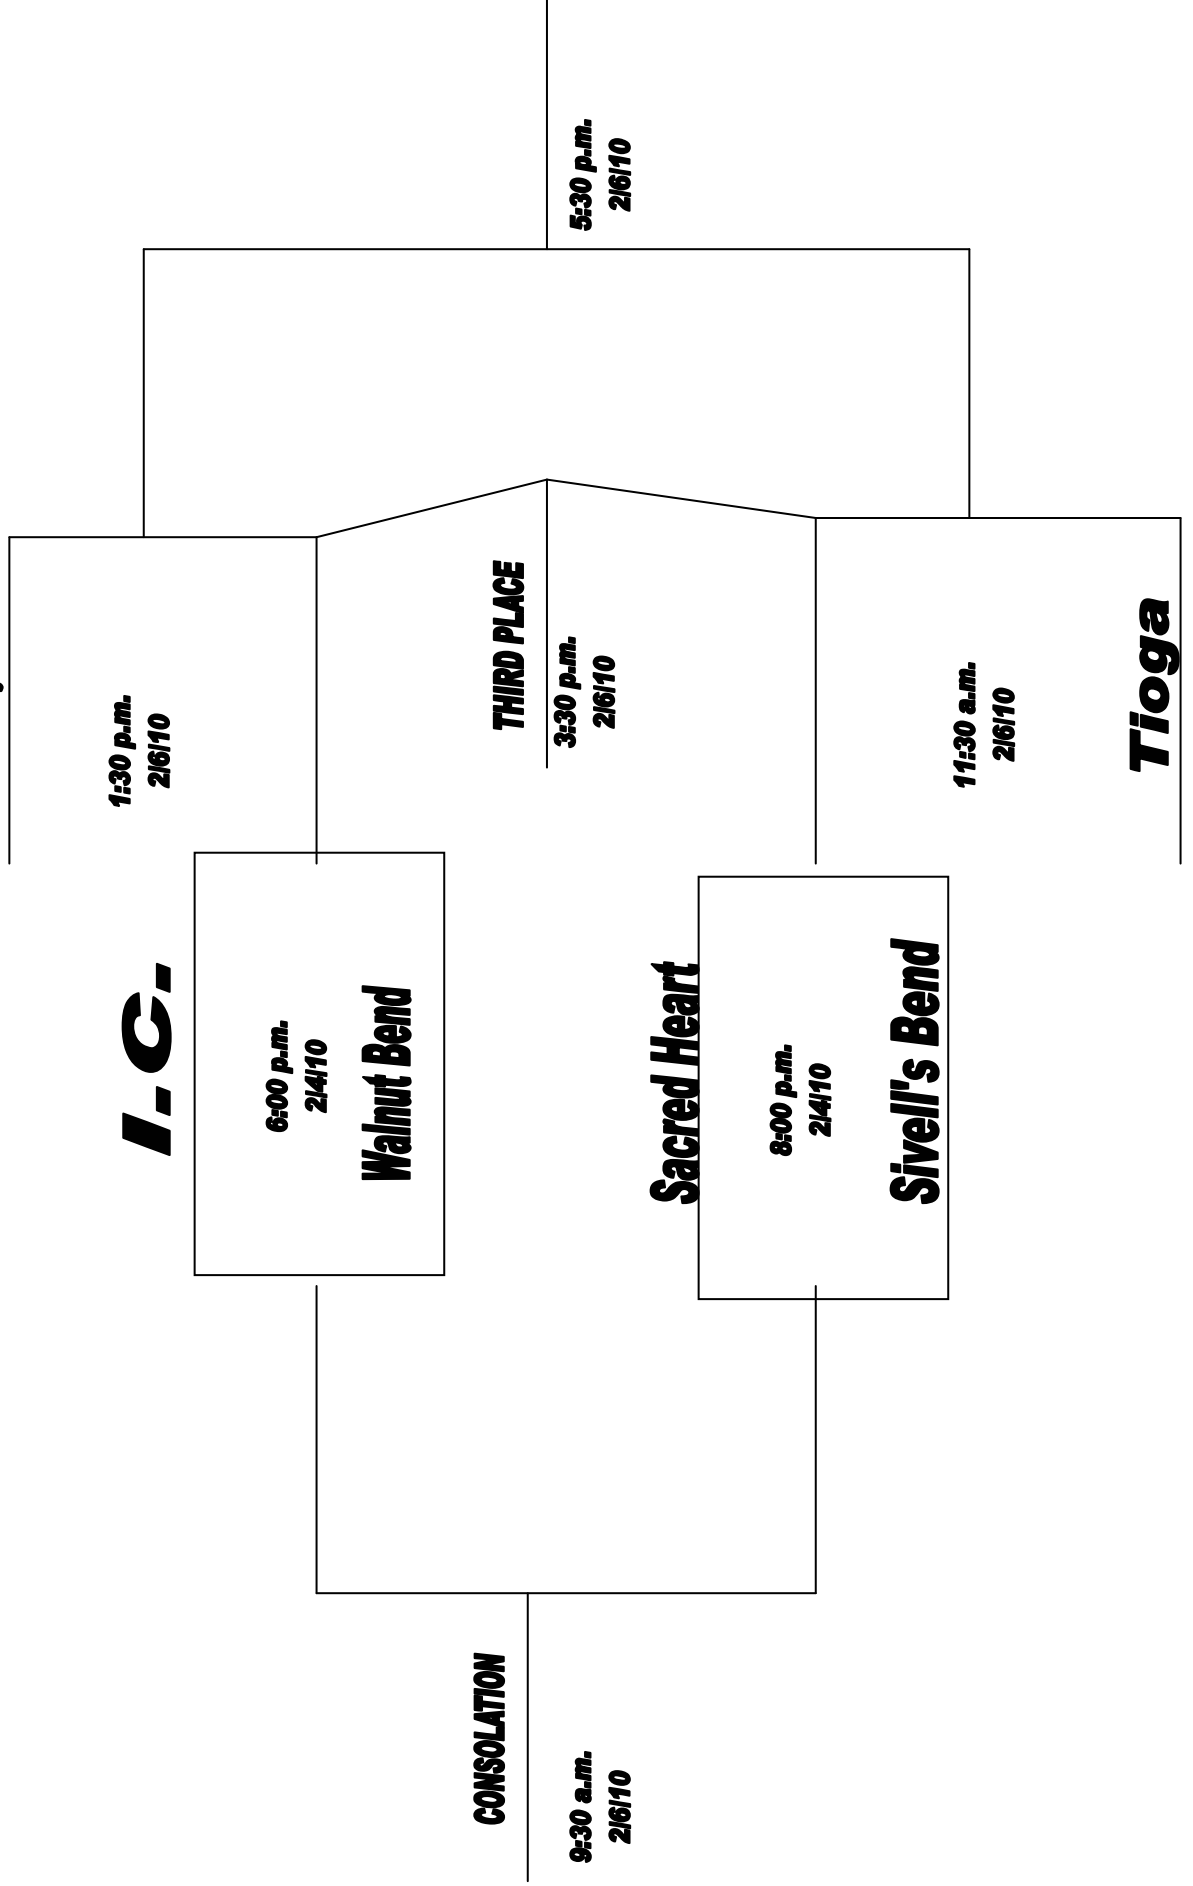 I.C.
1:30 p.m.
2/6/10
6:00 p.m.
2/4/10
Walnut Bend
CONSOLATION
9:30 a.m.
2/6/10
THIRD PLACE
3:30 p.m.
2/6/10
5:30 p.m.
2/6/10
Sacred Heart
8:00 p.m.
2/4/10
Sivell's Bend
11:30 a.m.
2/6/10
Tioga